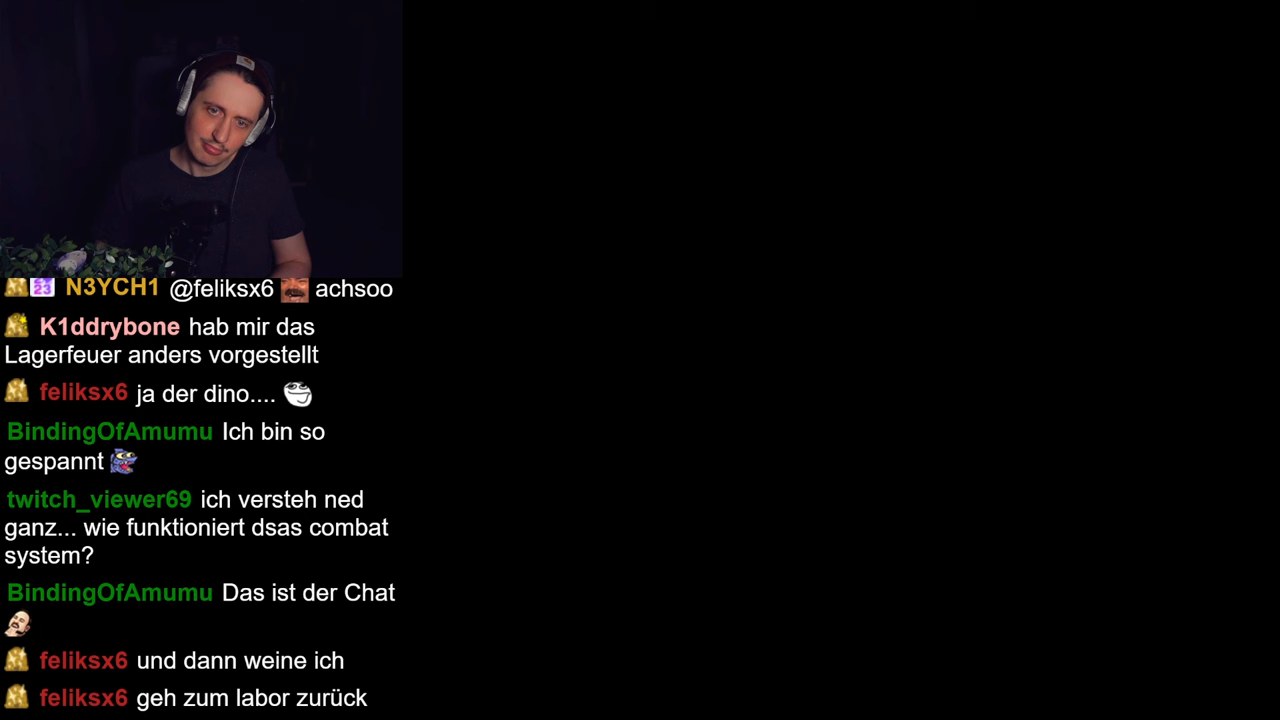 23 N3YCH1 @feliksx6 achsoo
K1ddrybone hab mir das
Lagerfeuer anders vorgestellt
feliksx6 ja der dino....
BindingOfAmumu Ich bin so
gespannt
twitch_viewer69 ich versteh ned
ganz... wie funktioniert dsas combat
system?
BindingOfAmumu Das ist der Chat
feliksx6 und dann weine ich
feliksx6 geh zum labor zurück